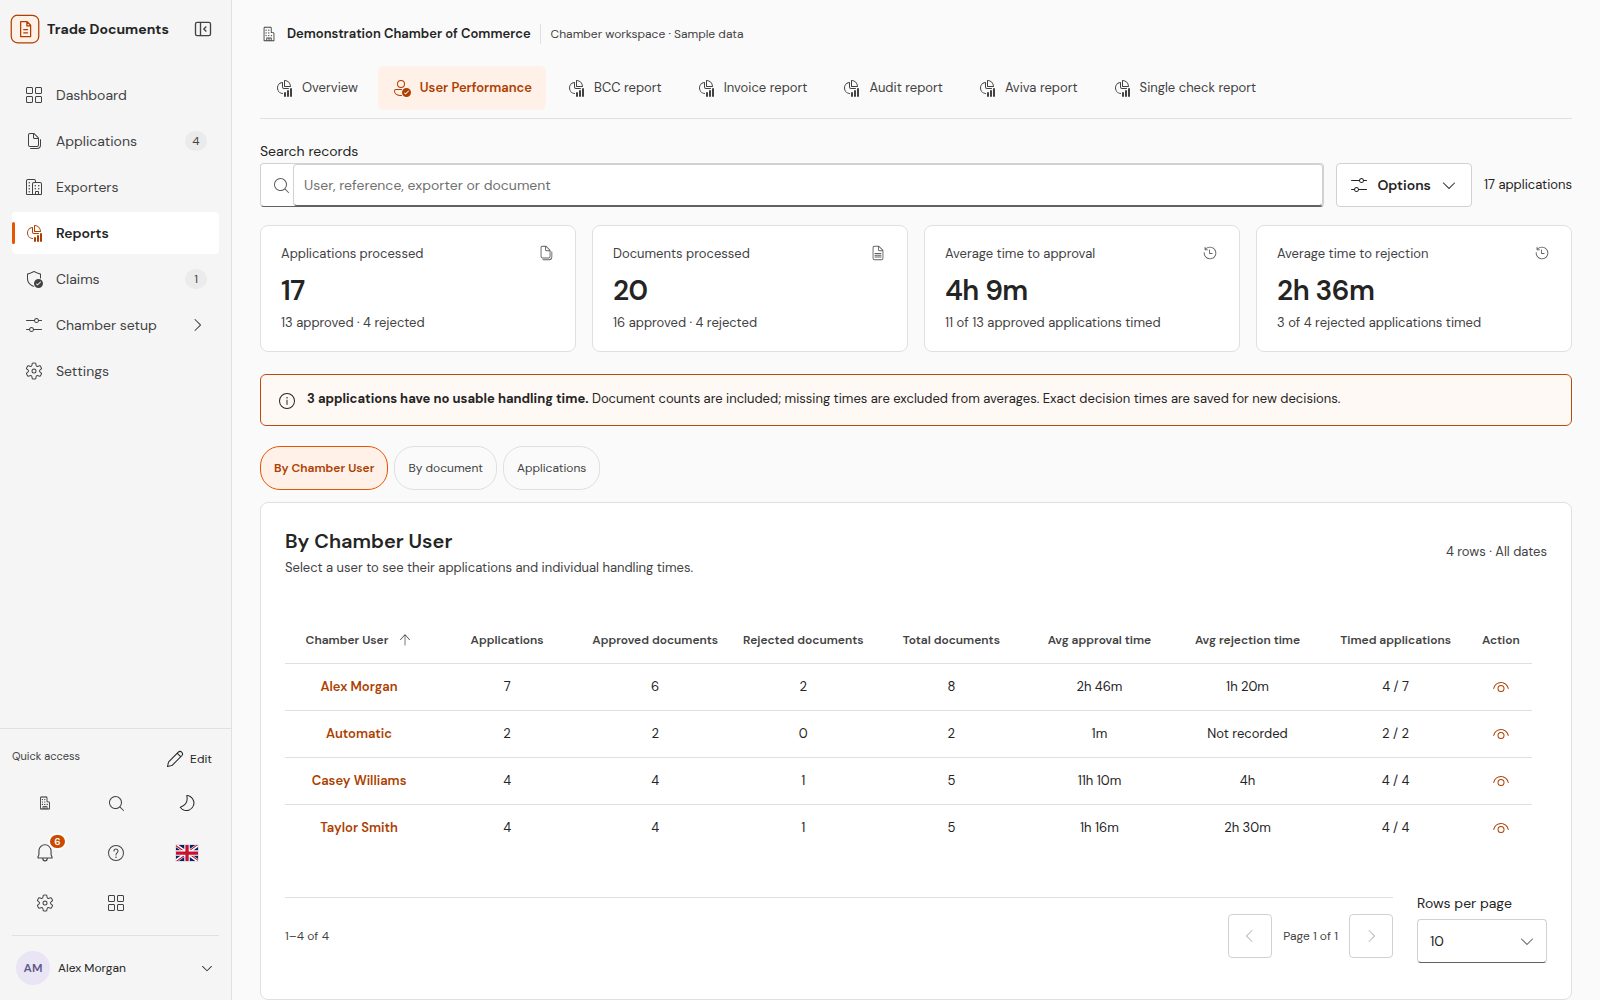 Trade Documents
Dashboard
Applications 4
Exporters
Reports
Claims 1
Chamber setup
Settings
Quick access
Edit
6
AM Alex Morgan
Demonstration Chamber of Commerce
Chamber workspace · Sample data
Overview
User Performance
BCC report
Invoice report
Audit report
Aviva report
Single check report
Search records
User, reference, exporter or document
Options
17 applications
Applications processed
17
13 approved · 4 rejected
Documents processed
20
16 approved · 4 rejected
Average time to approval
4h 9m
11 of 13 approved applications timed
Average time to rejection
2h 36m
3 of 4 rejected applications timed
3 applications have no usable handling time. Document counts are included; missing times are excluded from averages. Exact decision times are saved for new decisions.
By Chamber User
By document
Applications
By Chamber User
Select a user to see their applications and individual handling times.
4 rows · All dates
Chamber User Applications Approved documents Rejected documents Total documents Avg approval time Avg rejection time Timed applications Action
Alex Morgan 7 6 2 8 2h 46m 1h 20m 4 / 7
Automatic 2 2 0 2 1m Not recorded 2 / 2
Casey Williams 4 4 1 5 11h 10m 4h 4 / 4
Taylor Smith 4 4 1 5 1h 16m 2h 30m 4 / 4
1–4 of 4
Page 1 of 1
Rows per page
10